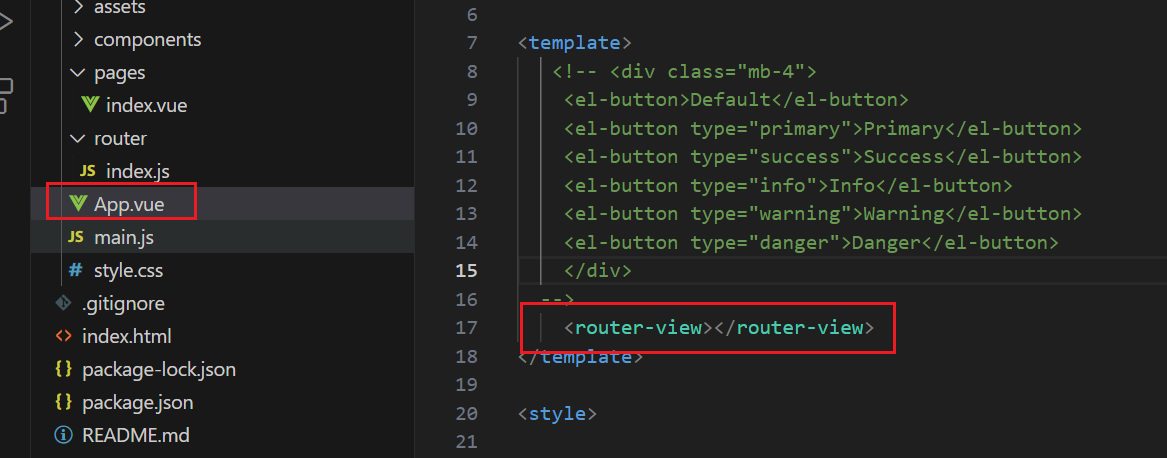 assets
components
pages
index.vue
router
JS index.js
App.vue
JS main.js
# style.css
.gitignore
<> index.html
{} package-lock.json
{} package.json
README.md
6
7 <template>
8 <!-- <div class="mb-4">
9 <el-button>Default</el-button>
10 <el-button type="primary">Primary</el-button>
11 <el-button type="success">Success</el-button>
12 <el-button type="info">Info</el-button>
13 <el-button type="warning">Warning</el-button>
14 <el-button type="danger">Danger</el-button>
15 </div>
16 -->
17 <router-view></router-view>
18 </template>
19
20 <style>
21